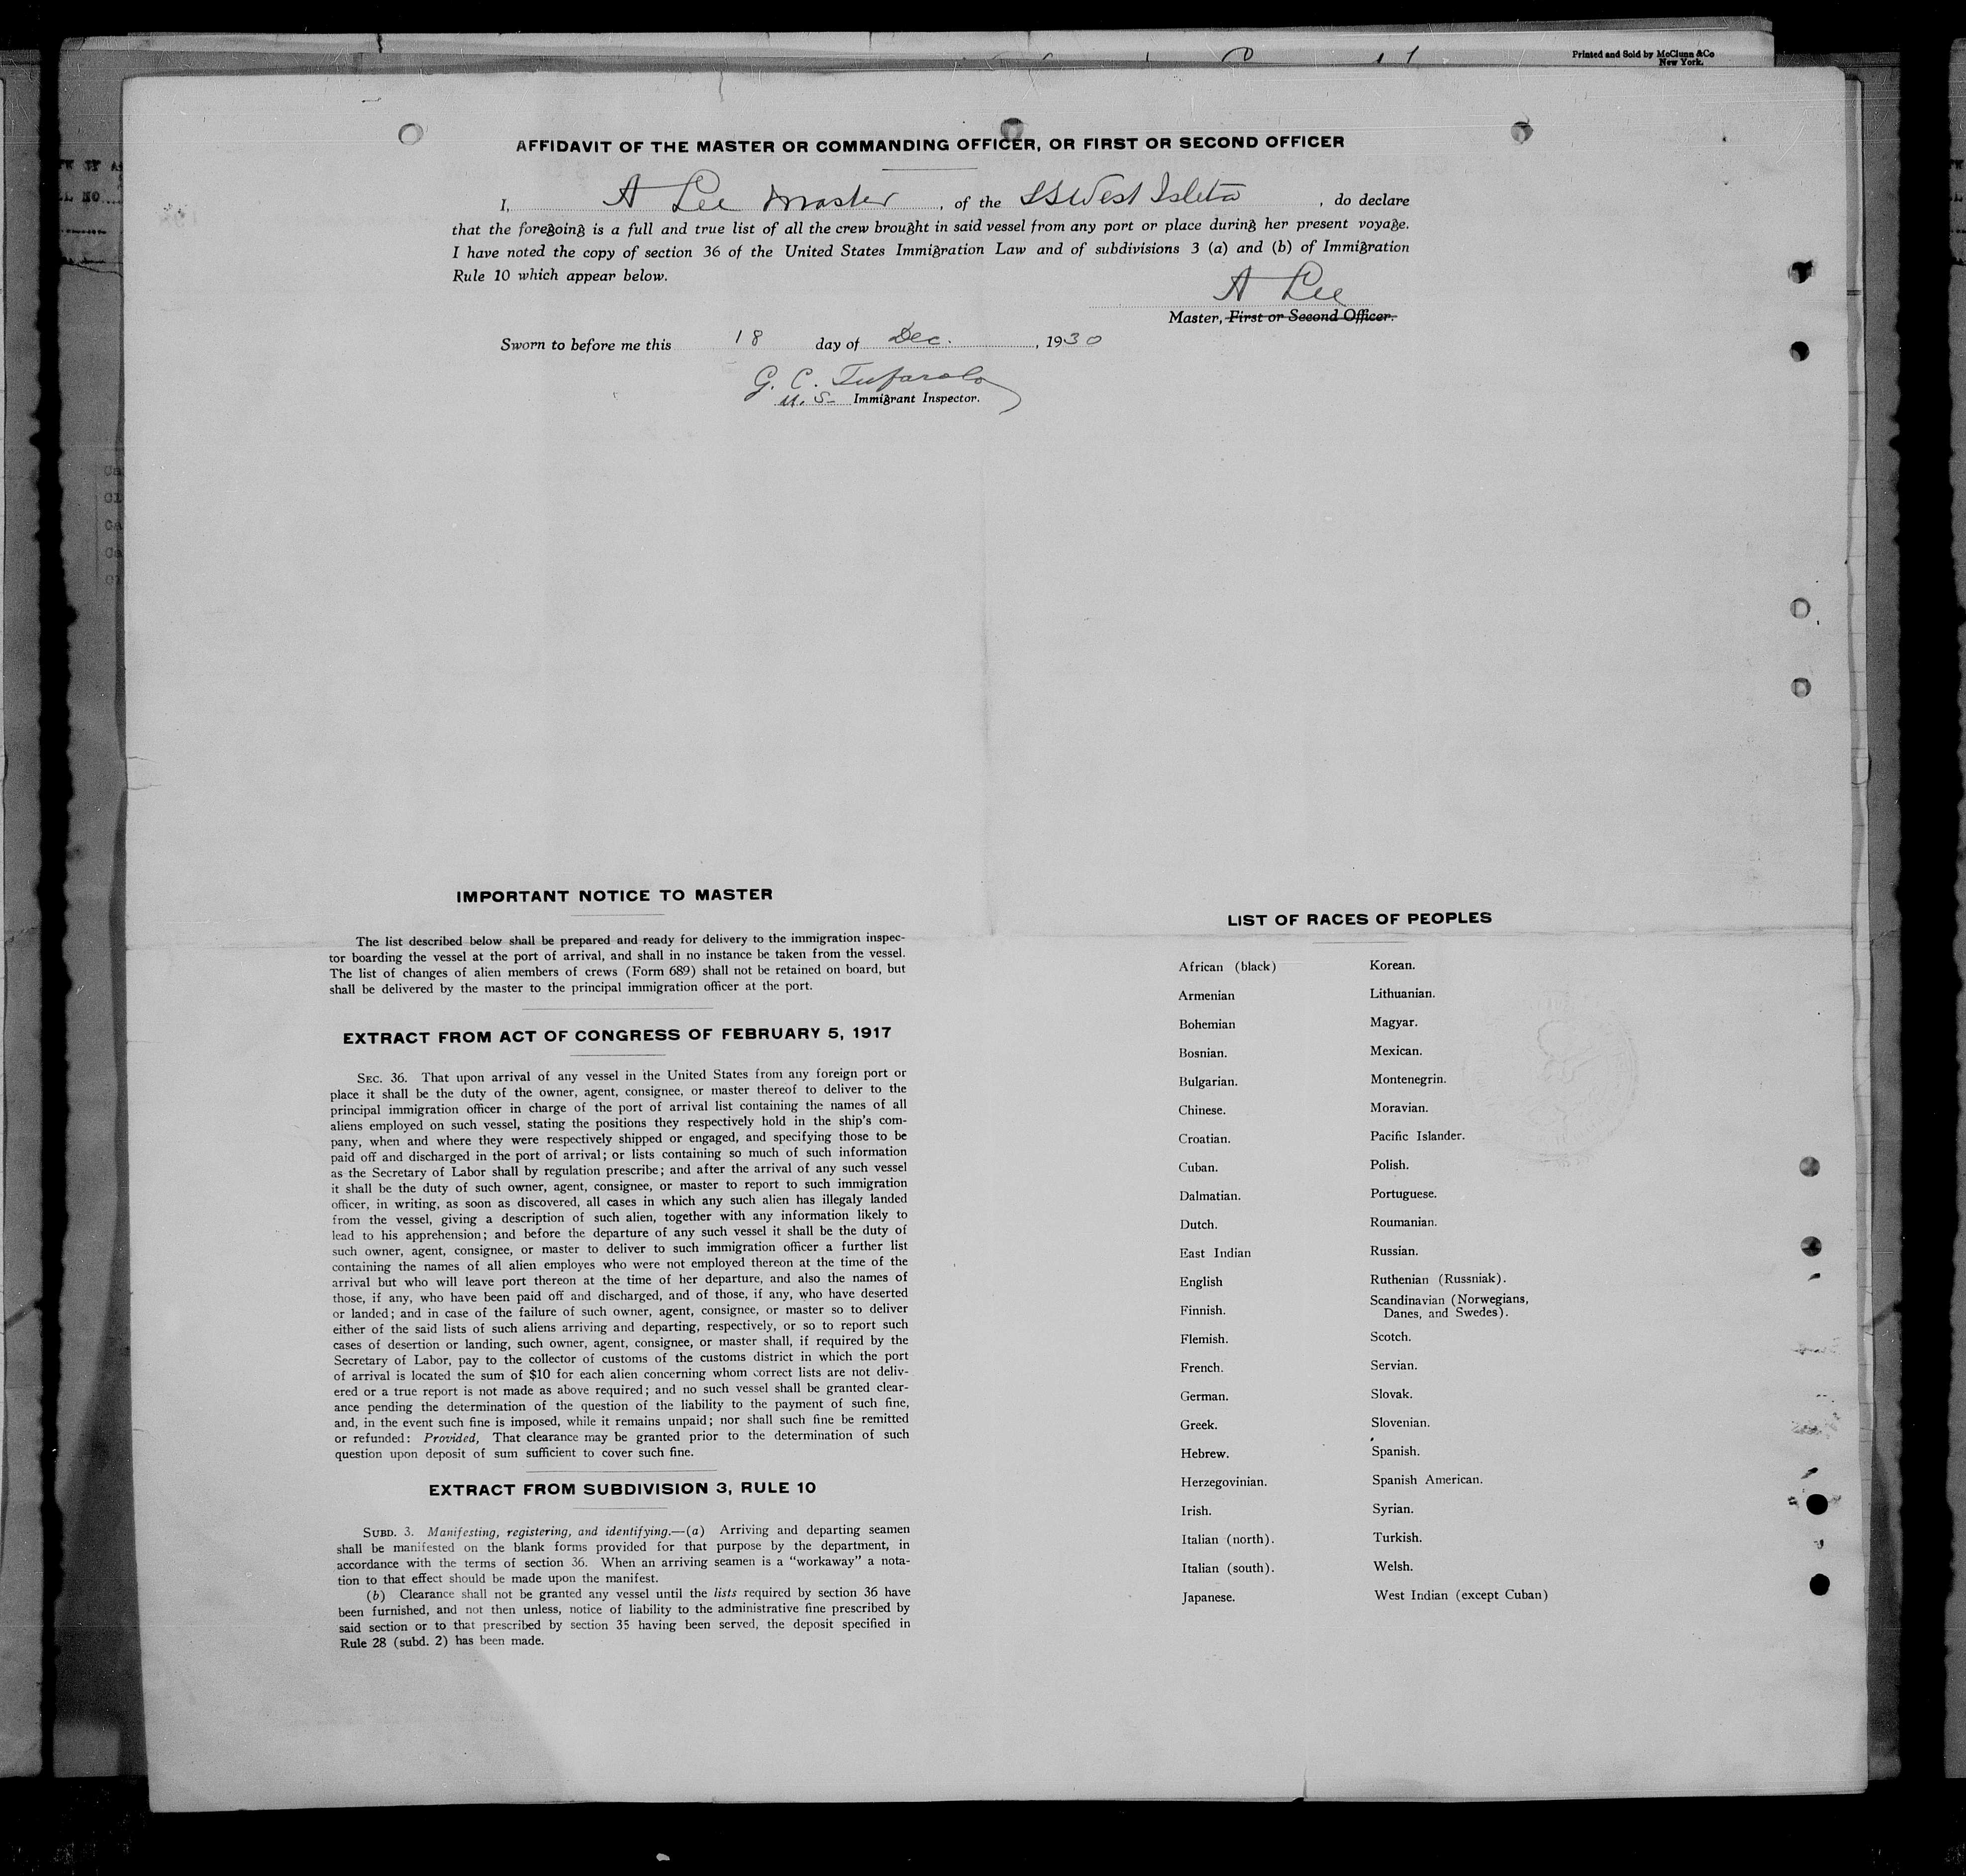 Printed and Sold by McClunn &Co
New York.
AFFIDAVIT OF THE MASTER OR COMMANDING OFFICER, OR FIRST OR SECOND OFFICER
I, A Lee Master, of the SS West Isleta, do declare
that the foregoing is a full and true list of all the crew brought in said vessel from any port or place during her present voyage.
I have noted the copy of section 36 of the United States Immigration Law and of subdivisions 3 (a) and (b) of Immigration
Rule 10 which appear below.
A Lee
Master, First or Second Officer.
Sworn to before me this 18 day of Dec. , 1930
G. C. Tufarolo
U. S. Immigrant Inspector.
IMPORTANT NOTICE TO MASTER
The list described below shall be prepared and ready for delivery to the immigration inspec-
tor boarding the vessel at the port of arrival, and shall in no instance be taken from the vessel.
The list of changes of alien members of crews (Form 689) shall not be retained on board, but
shall be delivered by the master to the principal immigration officer at the port.
EXTRACT FROM ACT OF CONGRESS OF FEBRUARY 5, 1917
SEC. 36. That upon arrival of any vessel in the United States from any foreign port or
place it shall be the duty of the owner, agent, consignee, or master thereof to deliver to the
principal immigration officer in charge of the port of arrival list containing the names of all
aliens employed on such vessel, stating the positions they respectively hold in the ship's com-
pany, when and where they were respectively shipped or engaged, and specifying those to be
paid off and discharged in the port of arrival; or lists containing so much of such information
as the Secretary of Labor shall by regulation prescribe; and after the arrival of any such vessel
it shall be the duty of such owner, agent, consignee, or master to report to such immigration
officer, in writing, as soon as discovered, all cases in which any such alien has illegaly landed
from the vessel, giving a description of such alien, together with any information likely to
lead to his apprehension; and before the departure of any such vessel it shall be the duty of
such owner, agent, consignee, or master to deliver to such immigration officer a further list
containing the names of all alien employes who were not employed thereon at the time of the
arrival but who will leave port thereon at the time of her departure, and also the names of
those, if any, who have been paid off and discharged, and of those, if any, who have deserted
or landed; and in case of the failure of such owner, agent, consignee, or master so to deliver
either of the said lists of such aliens arriving and departing, respectively, or so to report such
cases of desertion or landing, such owner, agent, consignee, or master shall, if required by the
Secretary of Labor, pay to the collector of customs of the customs district in which the port
of arrival is located the sum of $10 for each alien concerning whom correct lists are not deliv-
ered or a true report is not made as above required; and no such vessel shall be granted clear-
ance pending the determination of the question of the liability to the payment of such fine,
and, in the event such fine is imposed, while it remains unpaid; nor shall such fine be remitted
or refunded: Provided, That clearance may be granted prior to the determination of such
question upon deposit of sum sufficient to cover such fine.
EXTRACT FROM SUBDIVISION 3, RULE 10
SUBD. 3. Manifesting, registering, and identifying.—(a) Arriving and departing seamen
shall be manifested on the blank forms provided for that purpose by the department, in
accordance with the terms of section 36. When an arriving seamen is a "workaway" a nota-
tion to that effect should be made upon the manifest.
(b) Clearance shall not be granted any vessel until the lists required by section 36 have
been furnished, and not then unless, notice of liability to the administrative fine prescribed by
said section or to that prescribed by section 35 having been served, the deposit specified in
Rule 28 (subd. 2) has been made.
LIST OF RACES OF PEOPLES
African (black)
Armenian
Bohemian
Bosnian.
Bulgarian.
Chinese.
Croatian.
Cuban.
Dalmatian.
Dutch.
East Indian
English
Finnish.
Flemish.
French.
German.
Greek.
Hebrew.
Herzegovinian.
Irish.
Italian (north).
Italian (south).
Japanese.
Korean.
Lithuanian.
Magyar.
Mexican.
Montenegrin.
Moravian.
Pacific Islander.
Polish.
Portuguese.
Roumanian.
Russian.
Ruthenian (Russniak).
Scandinavian (Norwegians,
Danes, and Swedes).
Scotch.
Servian.
Slovak.
Slovenian.
Spanish.
Spanish American.
Syrian.
Turkish.
Welsh.
West Indian (except Cuban)